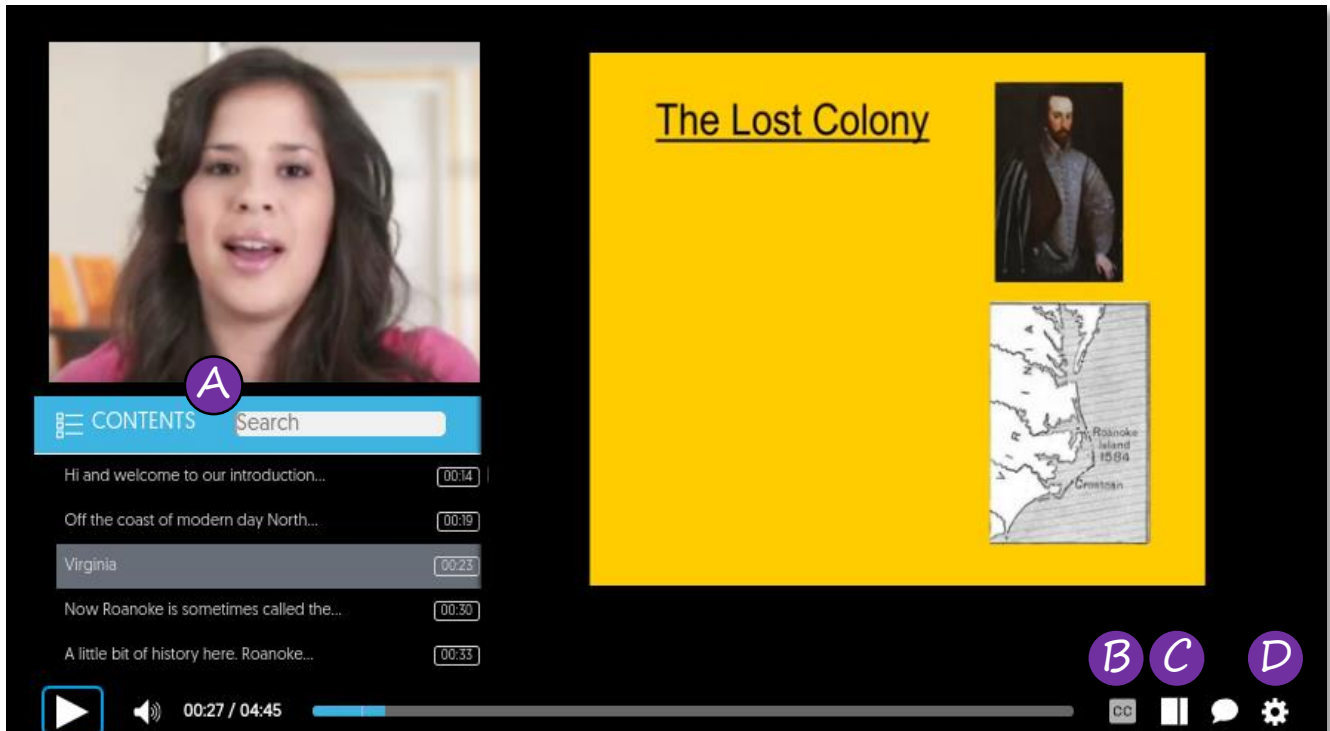 The Lost Colony
A
CONTENTS Search
Hi and welcome to our introduction... 00:14
Off the coast of modern day North... 00:19
Virginia 00:23
Now Roanoke is sometimes called the... 00:30
A little bit of history here. Roanoke... 00:33
VIRGINIA
Roanoke
Island
1584
Croatoan
B C D
00:27 / 04:45 CC